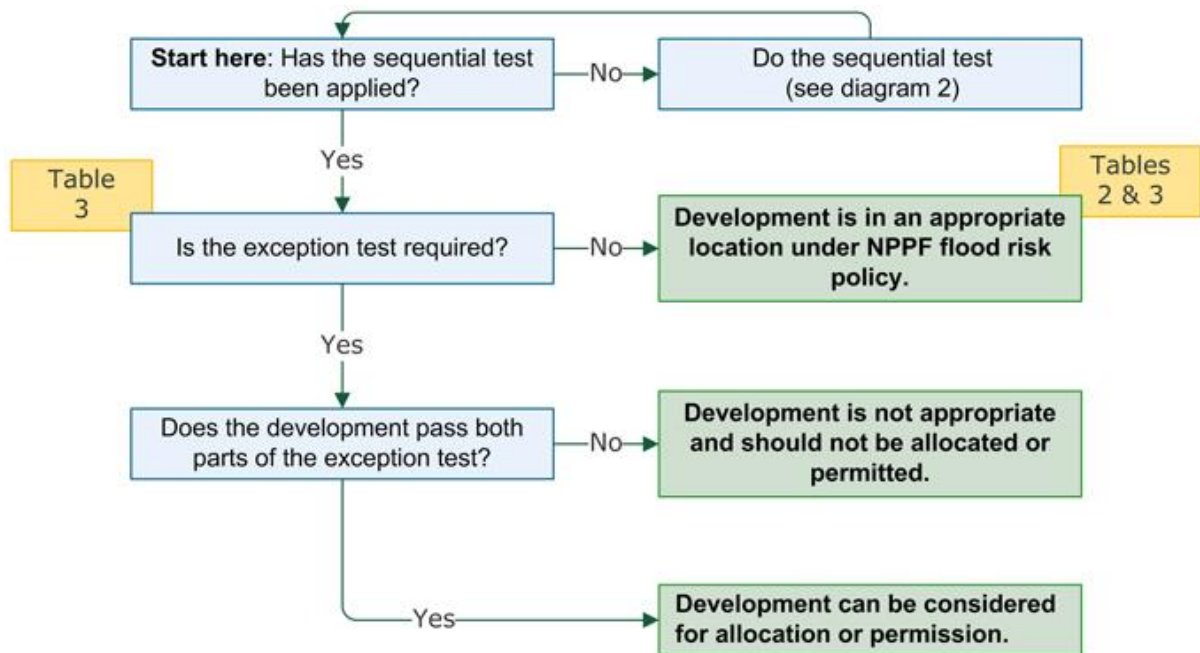 Start here: Has the sequential test
been applied?
No
Do the sequential test
(see diagram 2)
Yes
Table
3
Is the exception test required?
No
Tables
2 & 3
Development is in an appropriate
location under NPPF flood risk
policy.
Yes
Does the development pass both
parts of the exception test?
No
Development is not appropriate
and should not be allocated or
permitted.
Yes
Development can be considered
for allocation or permission.